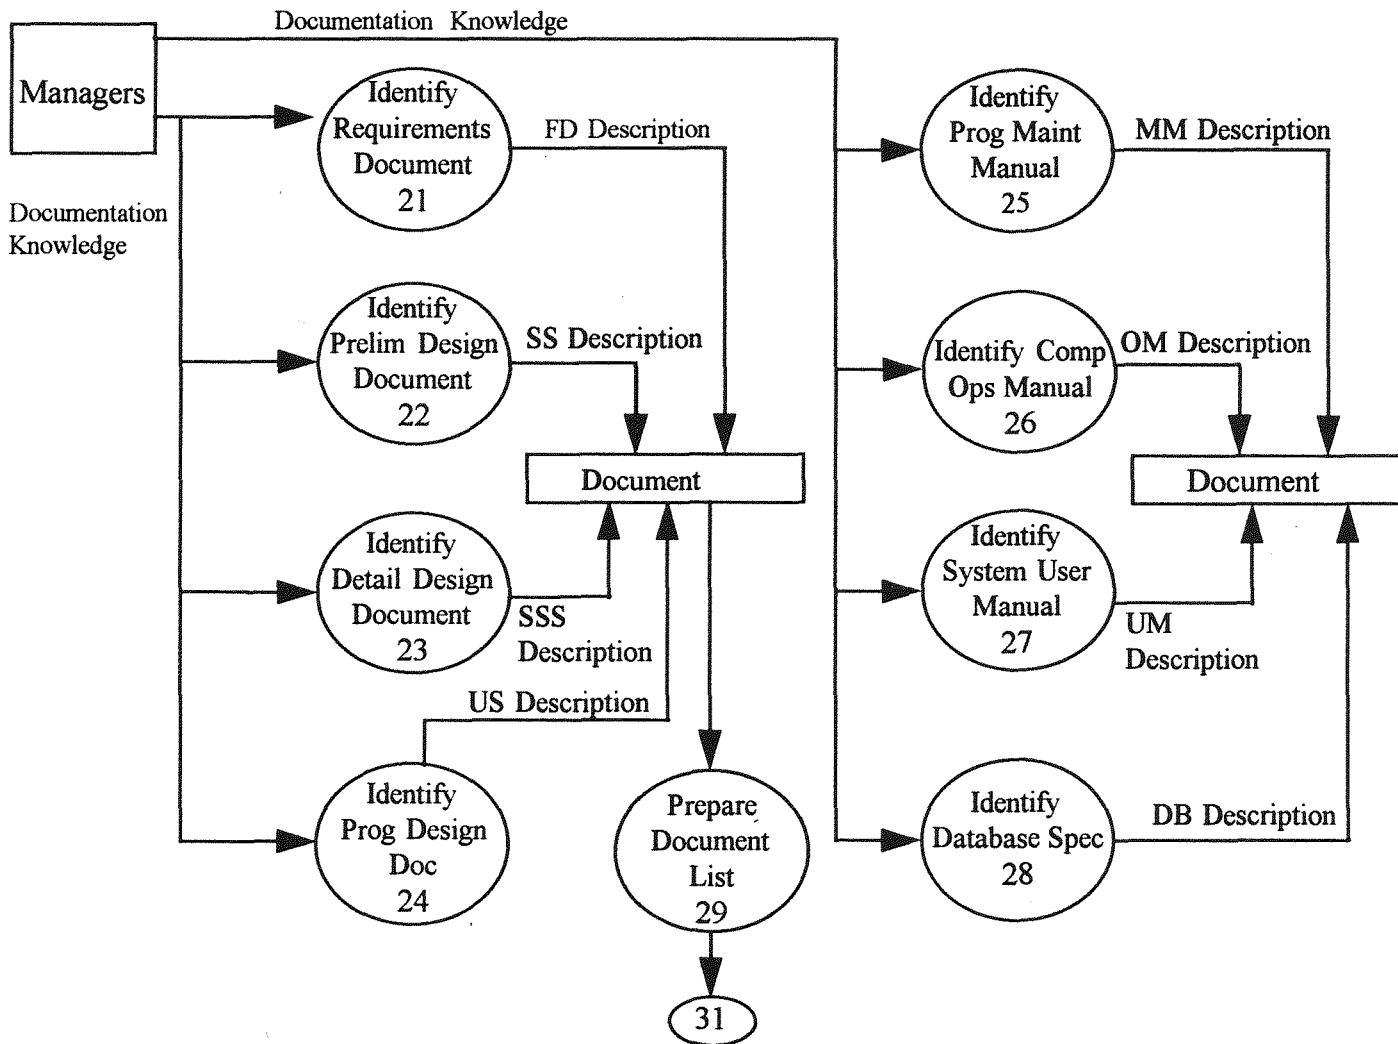 Documentation Knowledge
Managers
Documentation
Knowledge
Identify
Requirements
Document
21
FD Description
Identify
Prelim Design
Document
22
SS Description
Document
Identify
Detail Design
Document
23
SSS
Description
US Description
Identify
Prog Design
Doc
24
Prepare
Document
List
29
31
Identify
Prog Maint
Manual
25
MM Description
Identify Comp
Ops Manual
26
OM Description
Document
Identify
System User
Manual
27
UM
Description
Identify
Database Spec
28
DB Description